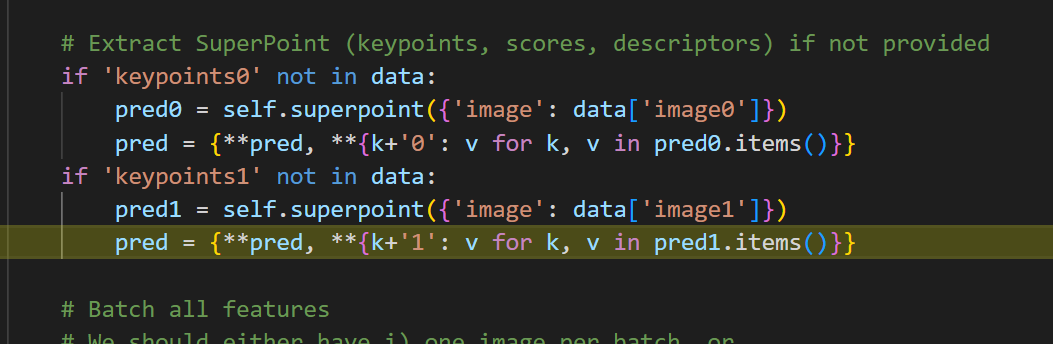 # Extract SuperPoint (keypoints, scores, descriptors) if not provided
if 'keypoints0' not in data:
    pred0 = self.superpoint({'image': data['image0']})
    pred = {**pred, **{k+'0': v for k, v in pred0.items()}}
if 'keypoints1' not in data:
    pred1 = self.superpoint({'image': data['image1']})
    pred = {**pred, **{k+'1': v for k, v in pred1.items()}}
# Batch all features
# We should either have i) one image per batch, or